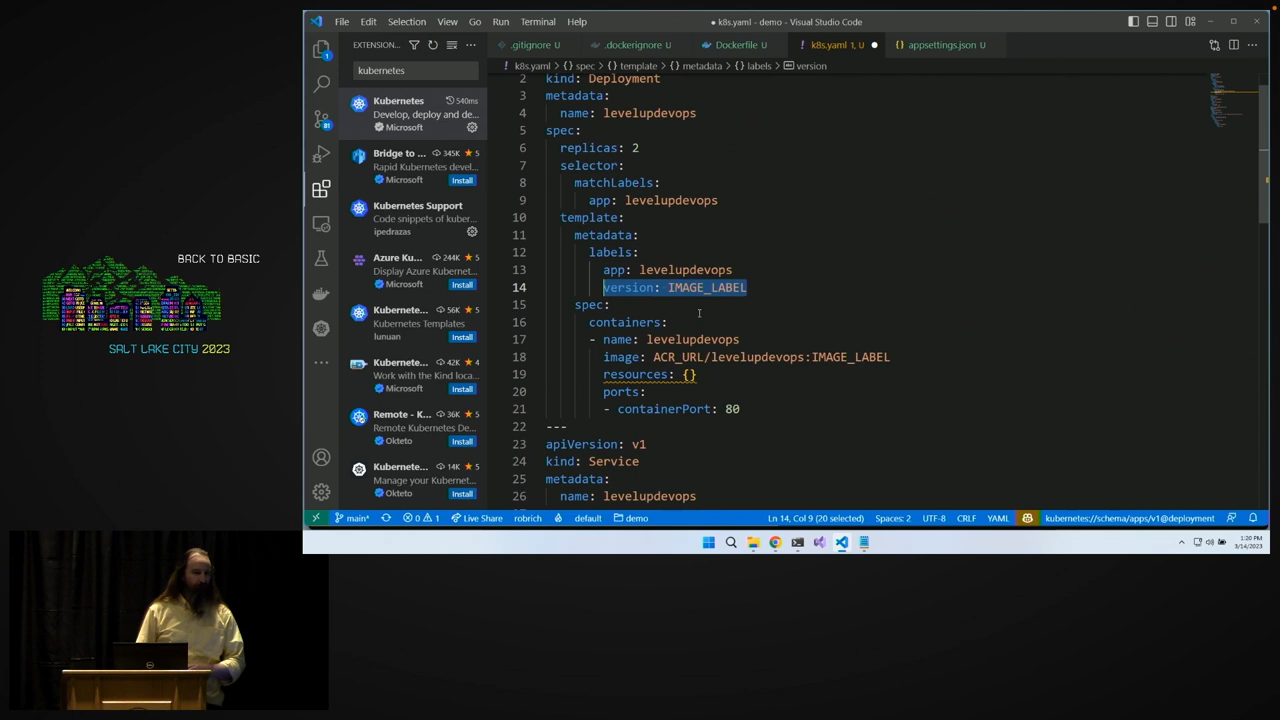 BACK TO BASIC
SALT LAKE CITY 2023
File Edit Selection View Go Run Terminal Help
● k8s.yaml - demo - Visual Studio Code
EXTENSION...
.gitignore U
.dockerignore U
Dockerfile U
k8s.yaml 1, U
appsettings.json U
k8s.yaml > {} spec > {} template > {} metadata > {} labels > version
kubernetes
1
81
Kubernetes 540ms
Develop, deploy and de...
Microsoft
Bridge to ... 345K ★ 5
Rapid Kubernetes devel...
Microsoft Install
Kubernetes Support
Code snippets of kuber...
ipedrazas
Azure Ku... 244K ★ 5
Display Azure Kubernet...
Microsoft Install
Kubernete... 56K ★ 5
Kubernetes Templates
lunuan Install
Kubernete... 42K ★ 4
Work with the Kind loca...
Microsoft Install
Remote - K... 36K ★ 5
Remote Kubernetes De...
Okteto Install
Kubernete... 14K ★ 5
Manage your Kubernet...
Okteto Install
2 kind: Deployment
3 metadata:
4 name: levelupdevops
5 spec:
6 replicas: 2
7 selector:
8 matchLabels:
9 app: levelupdevops
10 template:
11 metadata:
12 labels:
13 app: levelupdevops
14 version: IMAGE_LABEL
15 spec:
16 containers:
17 - name: levelupdevops
18 image: ACR_URL/levelupdevops:IMAGE_LABEL
19 resources: {}
20 ports:
21 - containerPort: 80
22 ---
23 apiVersion: v1
24 kind: Service
25 metadata:
26 name: levelupdevops
main* 0 1 Live Share robrich default demo Ln 14, Col 9 (20 selected) Spaces: 2 UTF-8 CRLF YAML kubernetes://schema/apps/v1@deployment
1:20 PM
3/14/2023